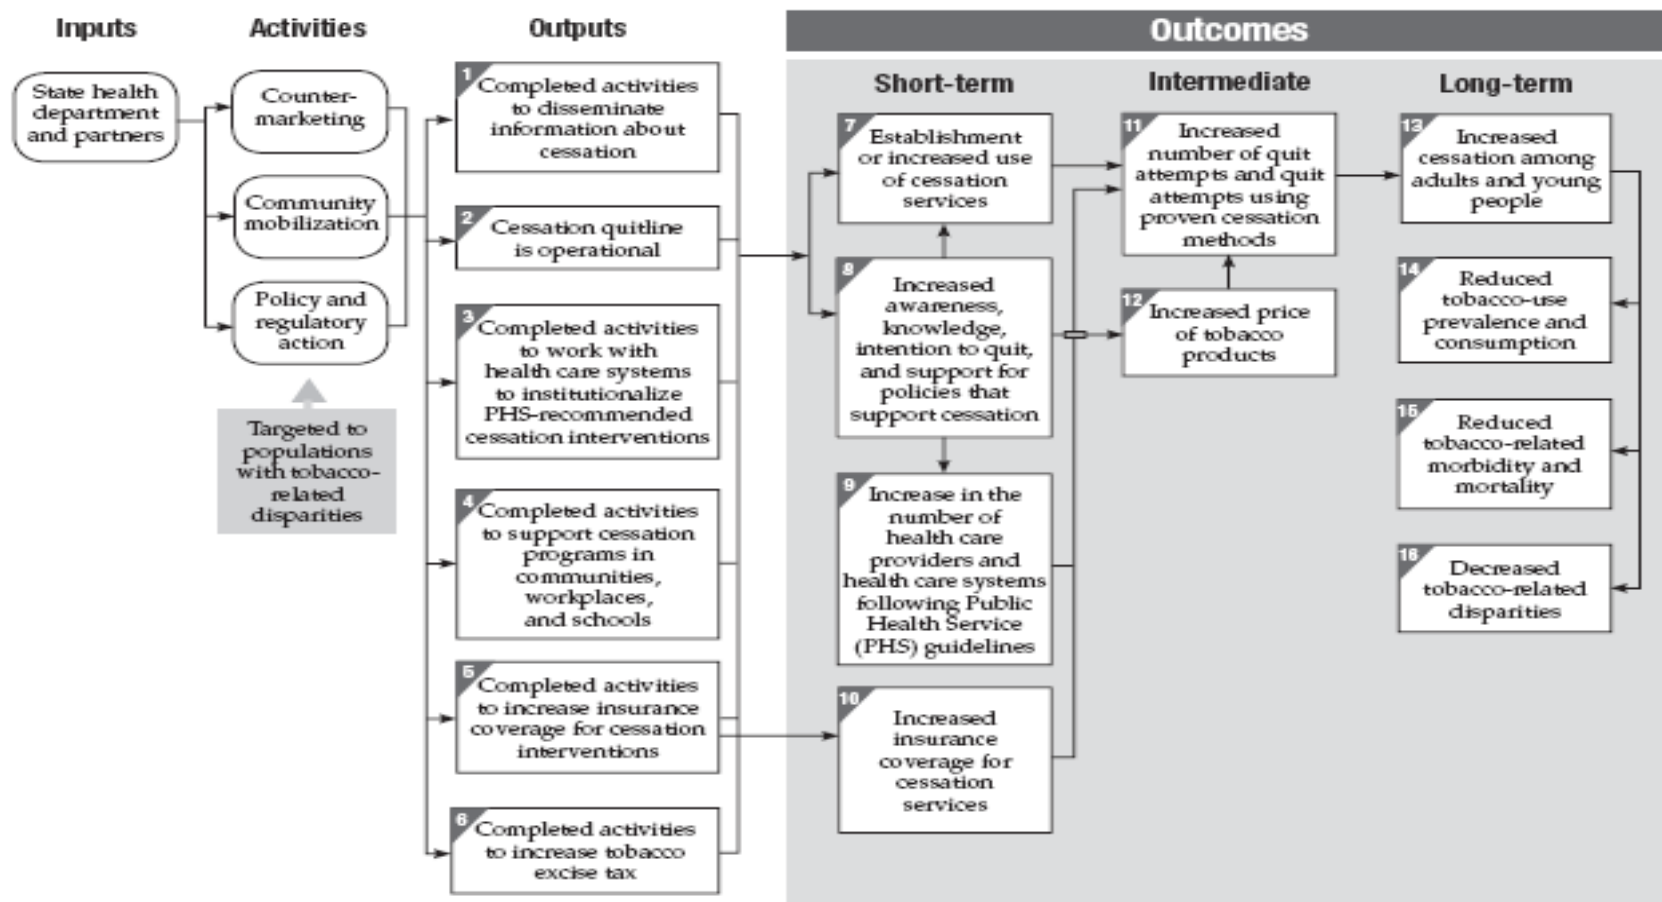 Inputs
Activities
Outputs
Outcomes
Short-term
Intermediate
Long-term
State health
department
and partners
Counter-
marketing
Community
mobilization
Policy and
regulatory
action
Targeted to
populations
with tobacco-
related
disparities
1
Completed activities
to disseminate
information about
cessation
2
Cessation quitline
is operational
3
Completed activities
to work with
health care systems
to institutionalize
PHS-recommended
cessation interventions
4
Completed activities
to support cessation
programs in
communities,
workplaces,
and schools
5
Completed activities
to increase insurance
coverage for cessation
interventions
6
Completed activities
to increase tobacco
excise tax
7
Establishment
or increased use
of cessation
services
8
Increased
awareness,
knowledge,
intention to quit,
and support for
policies that
support cessation
9
Increase in the
number of
health care
providers and
health care systems
following Public
Health Service
(PHS) guidelines
10
Increased
insurance
coverage for
cessation
services
11
Increased
number of quit
attempts and quit
attempts using
proven cessation
methods
12
Increased price
of tobacco
products
13
Increased
cessation among
adults and young
people
14
Reduced
tobacco-use
prevalence and
consumption
15
Reduced
tobacco-related
morbidity and
mortality
16
Decreased
tobacco-related
disparities